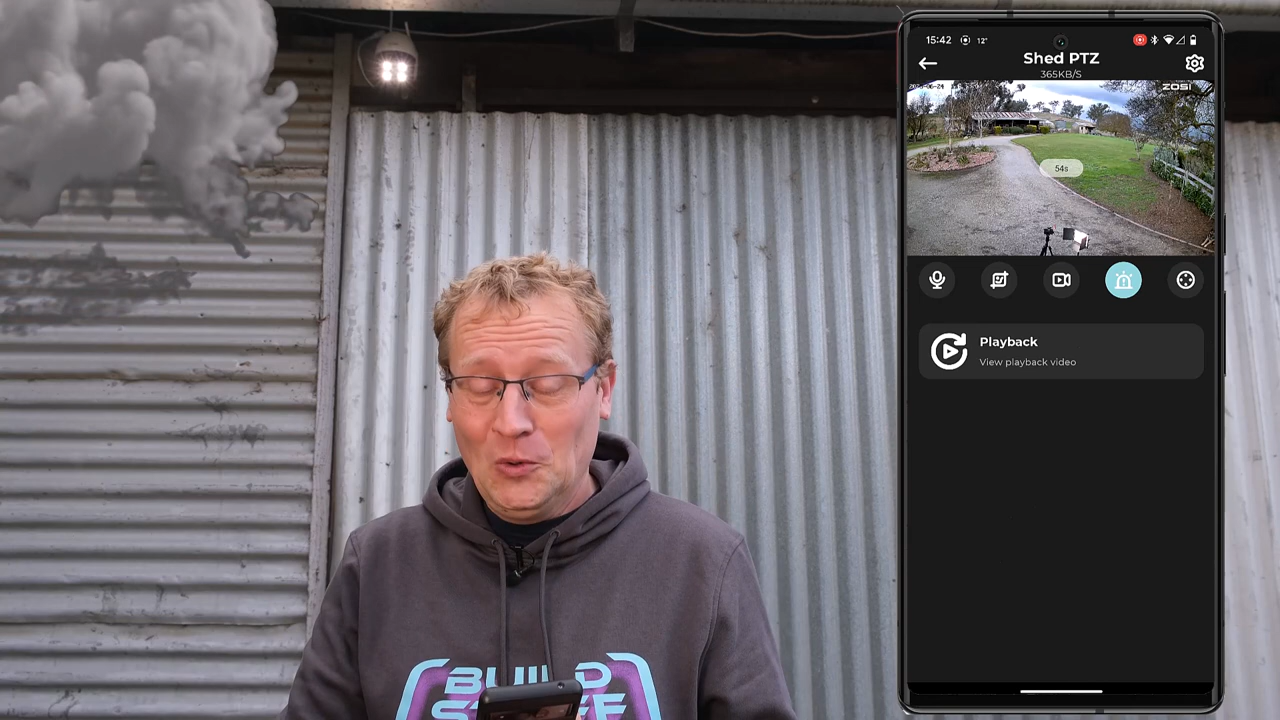 15:42 12°
Shed PTZ
365KB/S
ZOSI
54s
Playback
View playback video
BUILD